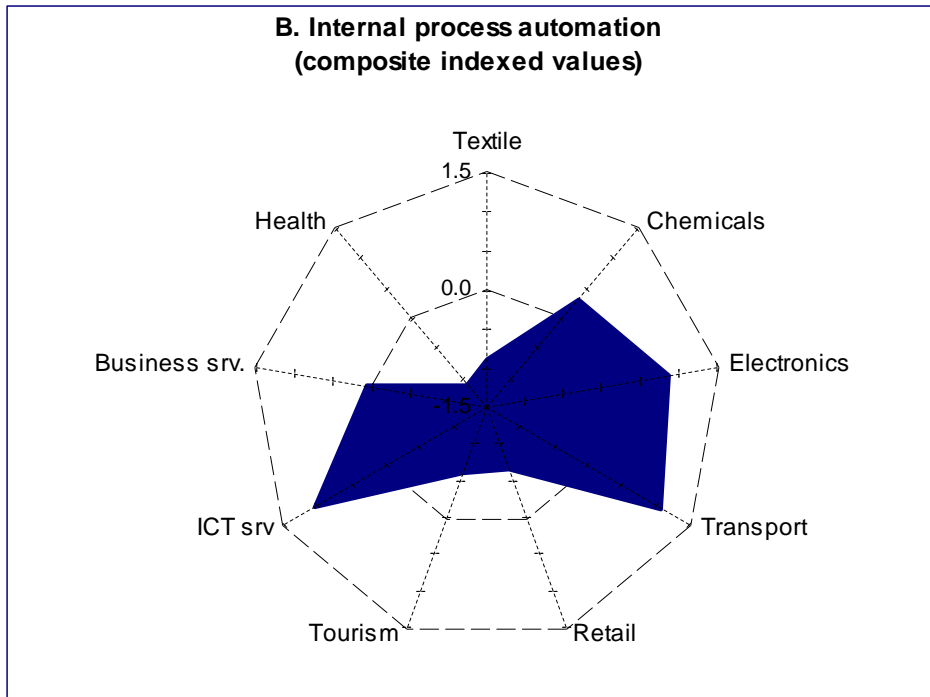 B. Internal process automation
(composite indexed values)
Textile
1.5
Health
Chemicals
0.0
Business srv.
Electronics
-1.5
ICT srv
Transport
Tourism
Retail